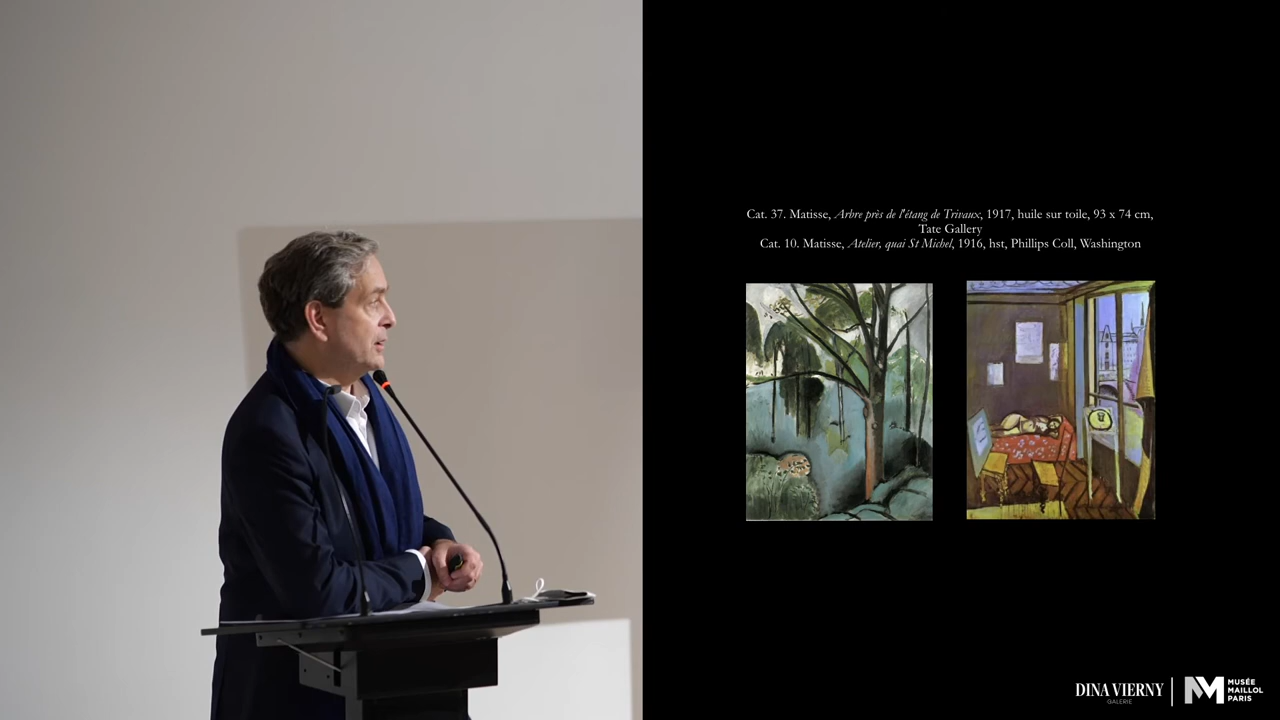 Cat. 37. Matisse, Arbre près de l'étang de Trivaux, 1917, huile sur toile, 93 x 74 cm,
Tate Gallery
Cat. 10. Matisse, Atelier, quai St Michel, 1916, hst, Phillips Coll, Washington
DINA VIERNY
GALERIE
MUSÉE
MAILLOL
PARIS